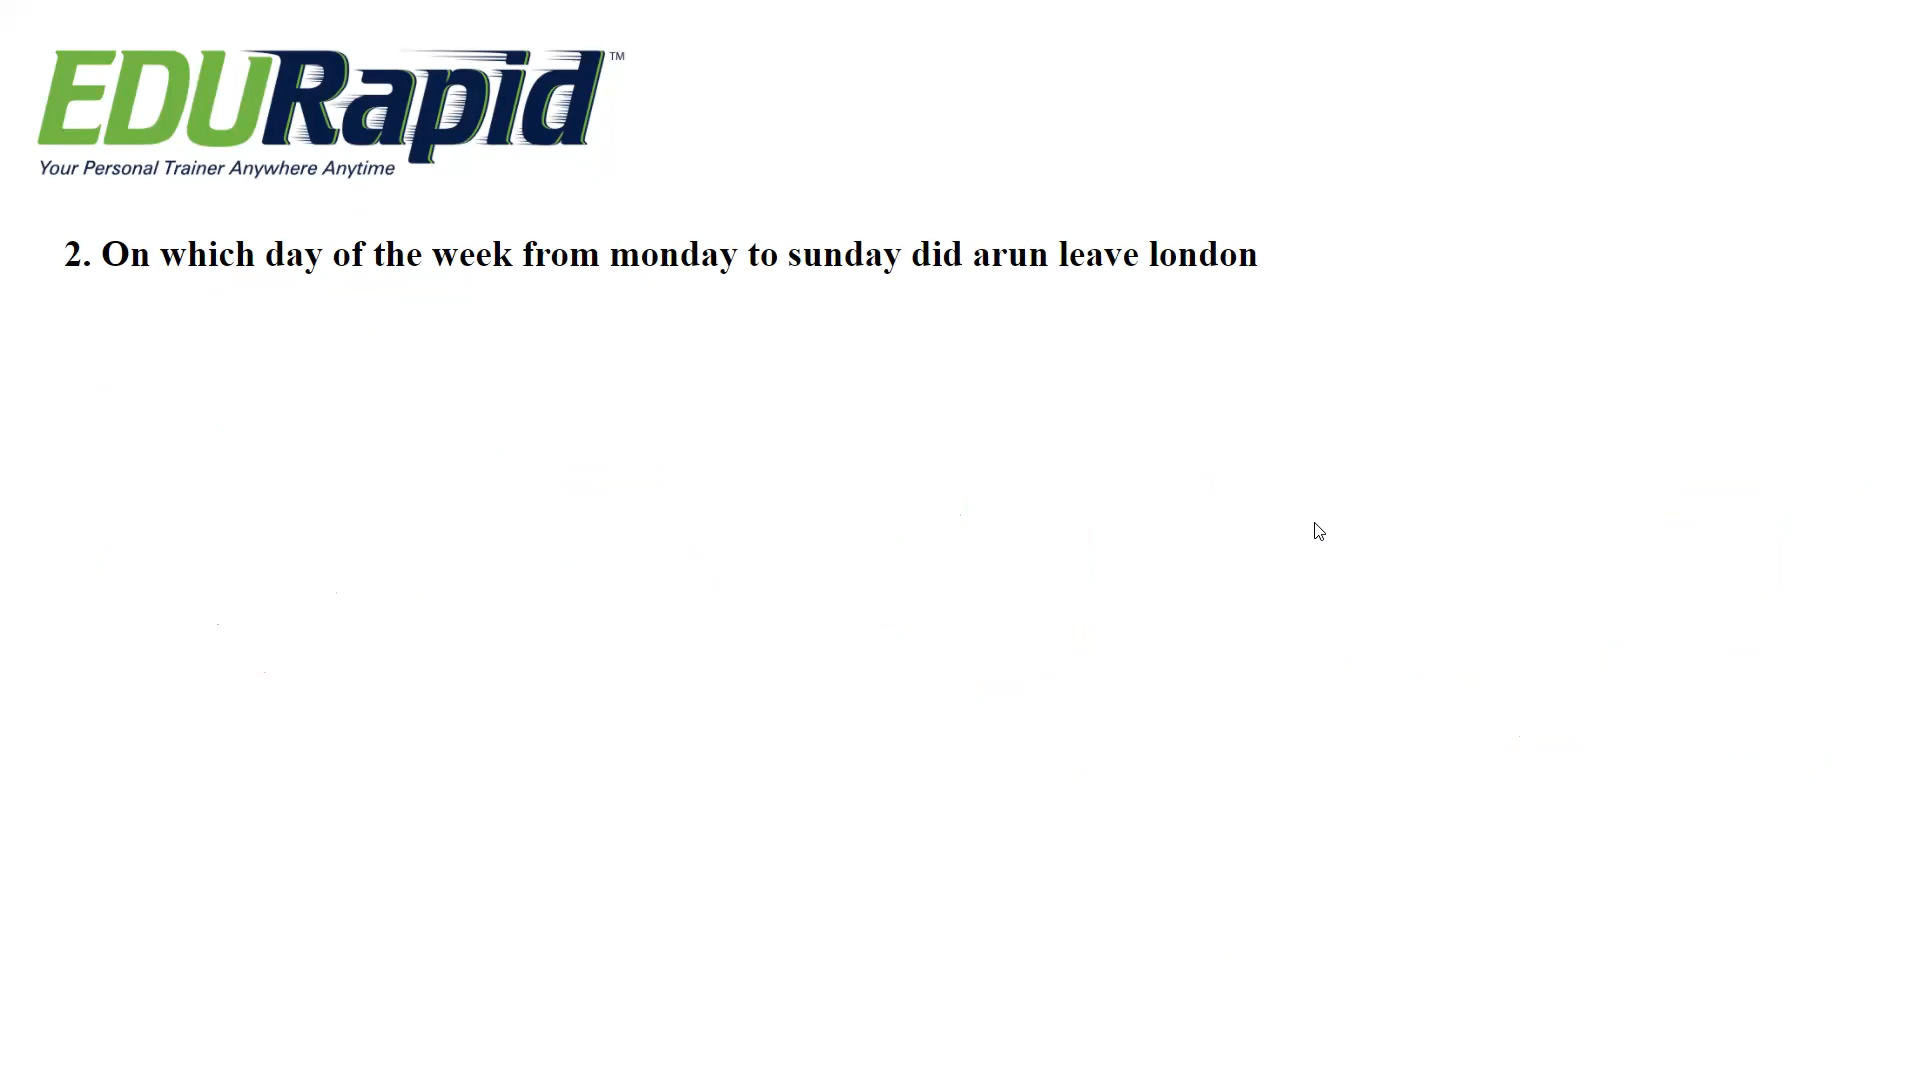 EDURapid™
Your Personal Trainer Anywhere Anytime
2. On which day of the week from monday to sunday did arun leave london